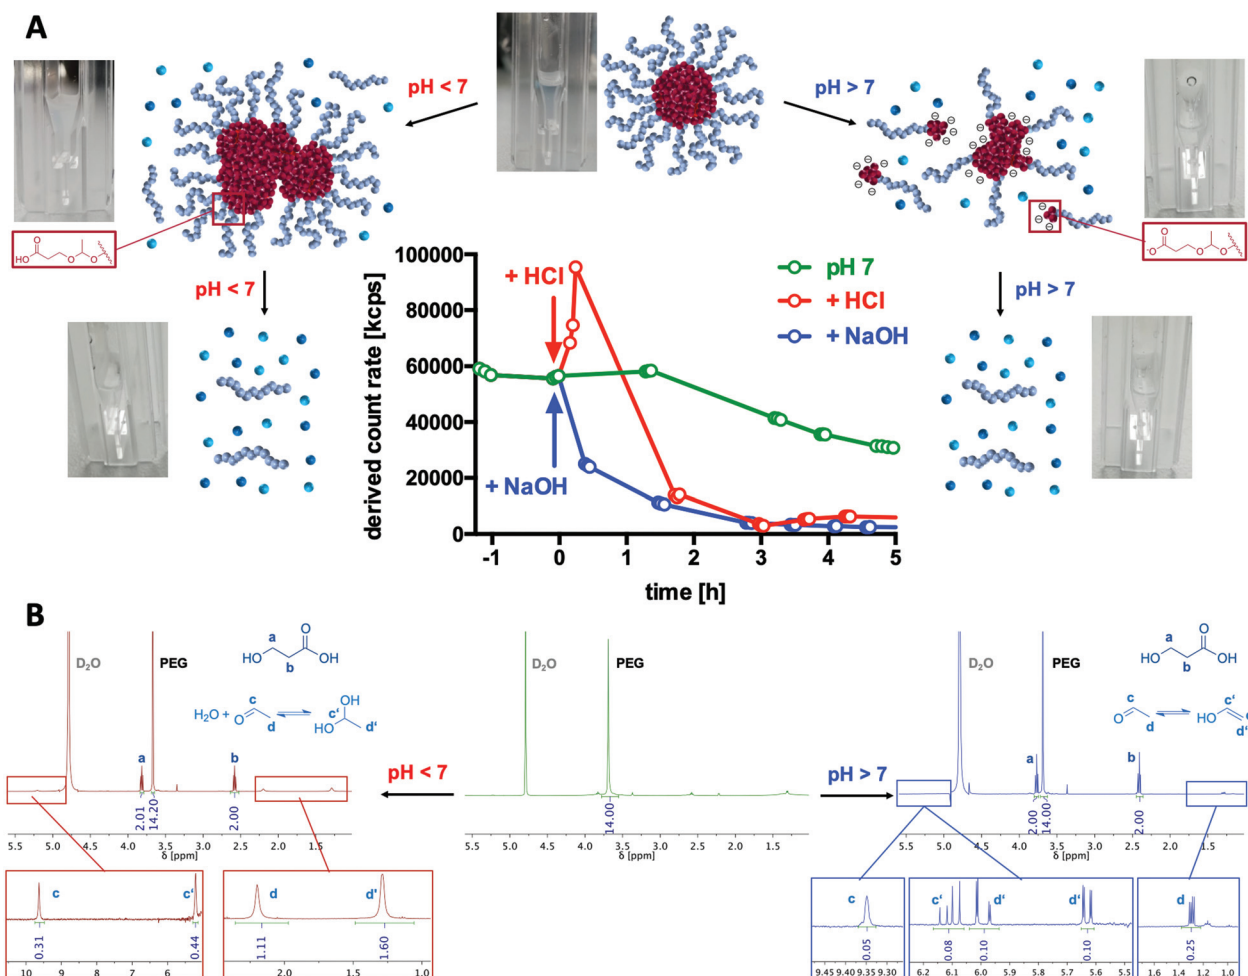 A
pH < 7
pH > 7
HO
O
O
O
-O
O
O
O
pH < 7
pH > 7
derived count rate [kcps]
100000
80000
60000
40000
20000
0
-1
0
1
2
3
4
5
time [h]
+ HCl
+ NaOH
pH 7
+ HCl
+ NaOH
B
D2O
PEG
a
b
HO
O
OH
H2O +
O
c
d
c'
OH
HO
d'
a
b
2.01
14.20
2.00
5.5 5.0 4.5 4.0 3.5 3.0 2.5 2.0 1.5
δ [ppm]
pH < 7
D2O
PEG
14.00
5.5 5.0 4.5 4.0 3.5 3.0 2.5 2.0 1.5
δ [ppm]
pH > 7
D2O
PEG
a
b
HO
O
OH
c
O
d
c'
HO
d'
a
b
2.00
14.00
2.00
5.5 5.0 4.5 4.0 3.5 3.0 2.5 2.0 1.5
δ [ppm]
c
c'
0.31
0.44
10 9 8 7 6
d
d'
1.11
1.60
2.0 1.5 1.0
c
0.05
9.45 9.40 9.35 9.30
c'
d'
d'
0.08
0.10
0.10
6.2 6.1 6.0 5.9 5.8 5.7 5.6 5.5
d
0.25
1.6 1.4 1.2 1.0